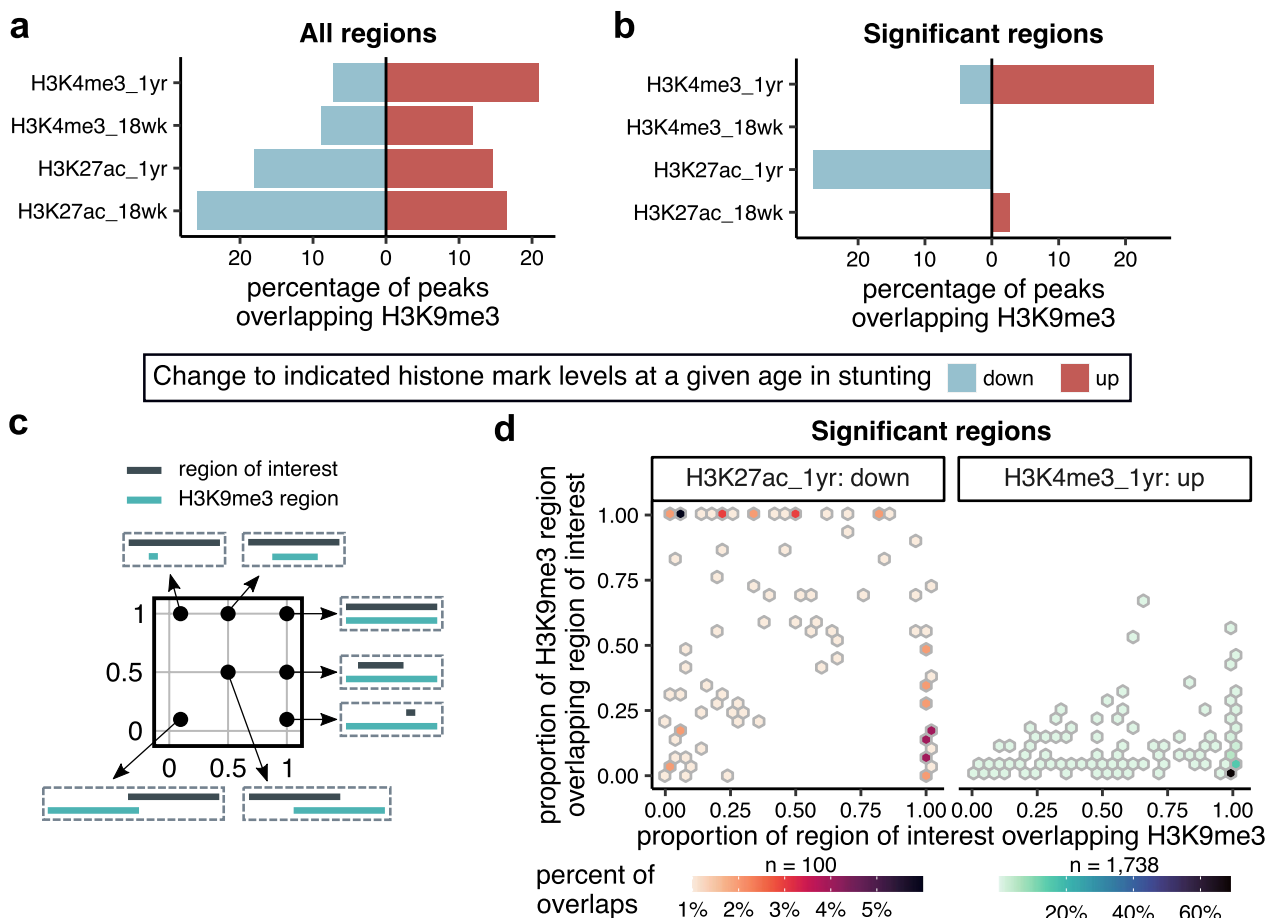 a
All regions
H3K4me3_1yr
H3K4me3_18wk
H3K27ac_1yr
H3K27ac_18wk
20 10 0 10 20
percentage of peaks
overlapping H3K9me3
b
Significant regions
H3K4me3_1yr
H3K4me3_18wk
H3K27ac_1yr
H3K27ac_18wk
20 10 0 10 20
percentage of peaks
overlapping H3K9me3
Change to indicated histone mark levels at a given age in stunting down up
c
region of interest
H3K9me3 region
1
0.5
0
0 0.5 1
d
Significant regions
H3K27ac_1yr: down H3K4me3_1yr: up
proportion of H3K9me3 region
overlapping region of interest
1.00
0.75
0.50
0.25
0.00
0.00 0.25 0.50 0.75 1.00 0.00 0.25 0.50 0.75 1.00
proportion of region of interest overlapping H3K9me3
percent of
overlaps
n = 100
1% 2% 3% 4% 5%
n = 1,738
20% 40% 60%